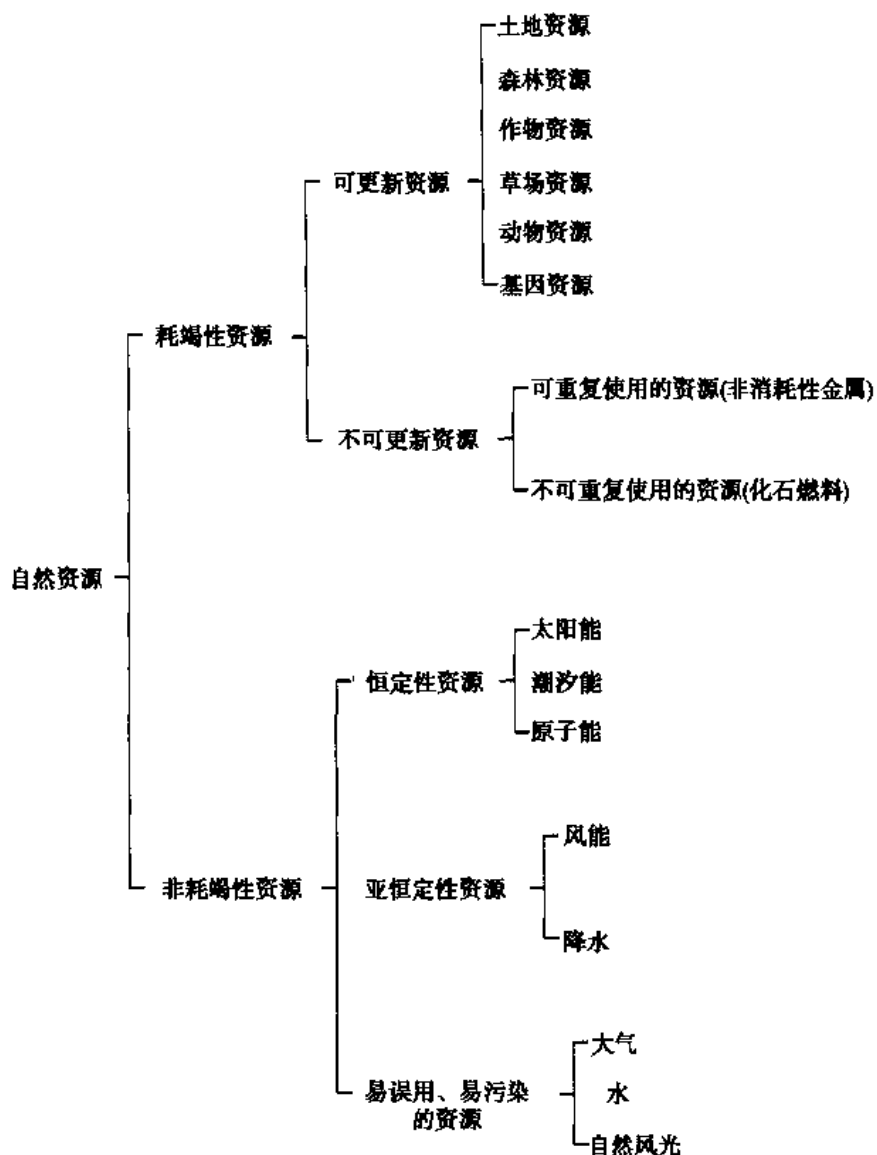 土地资源
森林资源
作物资源
可更新资源
草场资源
动物资源
基因资源
耗竭性资源
可重复使用的资源(非消耗性金属)
不可更新资源
不可重复使用的资源(化石燃料)
自然资源
太阳能
恒定性资源
潮汐能
原子能
风能
非耗竭性资源
亚恒定性资源
降水
大气
易误用、易污染
的资源
水
自然风光